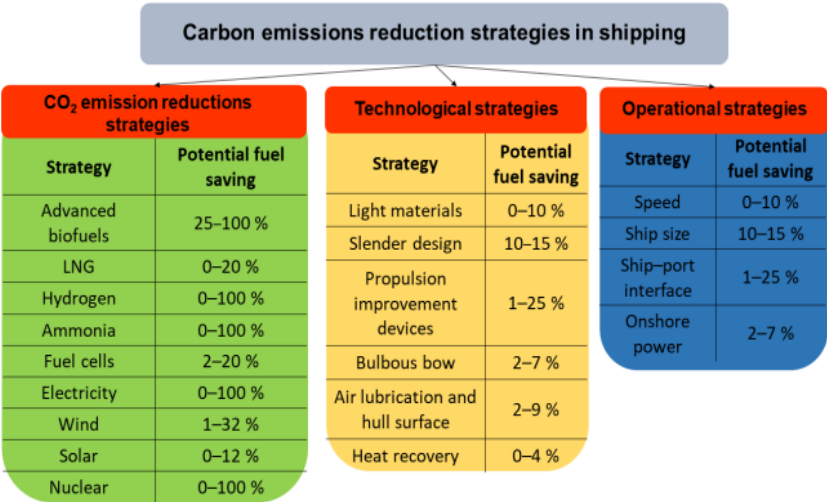 Carbon emissions reduction strategies in shipping
CO₂ emission reductions
strategies
Strategy
Potential fuel
saving
Advanced
biofuels
25–100 %
LNG
0–20 %
Hydrogen
0–100 %
Ammonia
0–100 %
Fuel cells
2–20 %
Electricity
0–100 %
Wind
1–32 %
Solar
0–12 %
Nuclear
0–100 %
Technological strategies
Strategy
Potential
fuel saving
Light materials
0–10 %
Slender design
10–15 %
Propulsion
improvement
devices
1–25 %
Bulbous bow
2–7 %
Air lubrication and
hull surface
2–9 %
Heat recovery
0–4 %
Operational strategies
Strategy
Potential
fuel saving
Speed
0–10 %
Ship size
10–15 %
Ship–port
interface
1–25 %
Onshore
power
2–7 %